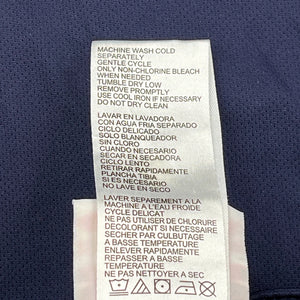 MACHINE WASH COLD
SEPARATELY
GENTLE CYCLE
ONLY NON-CHLORINE BLEACH
WHEN NEEDED
TUMBLE DRY LOW
REMOVE PROMPTLY
USE COOL IRON IF NECESSARY
DO NOT DRY CLEAN
LAVAR EN LAVADORA
CON AGUA FRIA SEPARADO
CICLO DELICADO
SOLO BLANQUEADOR
SIN CLORO
CUANDO NECESARIO
SECAR EN SECADORA
CICLO LENTO
RETIRAR RAPIDAMENTE
PLANCHA TIBIA
SI ES NECESARIO
NO LAVE EN SECO
LAVER SEPAREMENT A LA
MACHINE A L'EAU FROIDE
CYCLE DELICAT
NE PAS UTILISER DE CLORURE
DECOLORANT SI NECESSAIRE
SECHER PAR CULBUTAGE
A BASSE TEMPERATURE
ENLEVER RAPIDEMENT
REPASSER A BASSE
TEMPERATURE
NE PAS NETTOYER A SEC